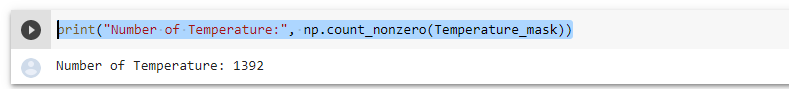 print("Number of Temperature:", np.count_nonzero(Temperature_mask))
Number of Temperature: 1392